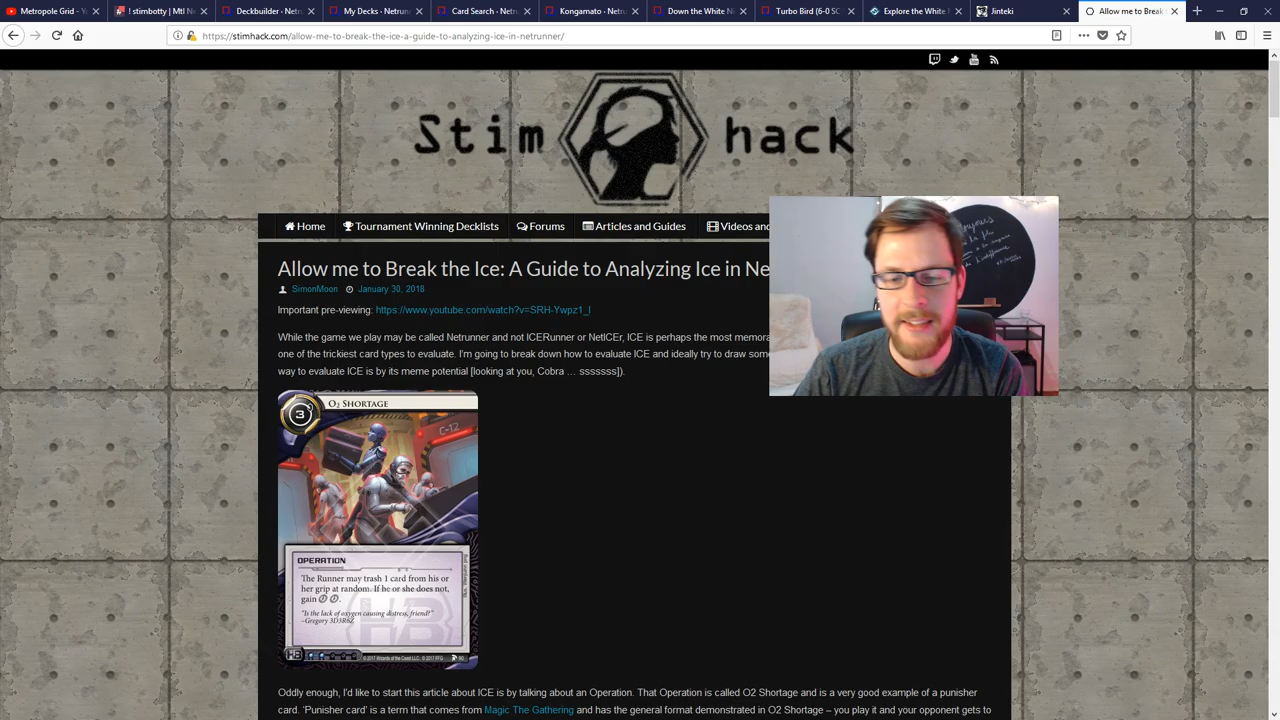 Metropole Grid - Yo
! stimbotty | Mtl Ne
Deckbuilder - Netru
My Decks - Netrunn
Card Search - Netru
Kongamato - Netru
Down the White N
Turbo Bird (6-0 SC
Explore the White N
Jinteki
Allow me to Break t
https://stimhack.com/allow-me-to-break-the-ice-a-guide-to-analyzing-ice-in-netrunner/
Stim hack
Home
Tournament Winning Decklists
Forums
Articles and Guides
Videos and
Allow me to Break the Ice: A Guide to Analyzing Ice in Ne
SimonMoon
January 30, 2018
Important pre-viewing: https://www.youtube.com/watch?v=SRH-Ywpz1_I
While the game we play may be called Netrunner and not ICERunner or NetICEr, ICE is perhaps the most memora
one of the trickiest card types to evaluate. I'm going to break down how to evaluate ICE and ideally try to draw som
way to evaluate ICE is by its meme potential [looking at you, Cobra … sssssss]).
3
O2 SHORTAGE
C-12
OPERATION
The Runner may trash 1 card from his or
her grip at random. If he or she does not,
gain
"Is the lack of oxygen causing distress, friend?"
–Gregory 3D3R6Z
HB
Oddly enough, I'd like to start this article about ICE is by talking about an Operation. That Operation is called O2 Shortage and is a very good example of a punisher
card. 'Punisher card' is a term that comes from Magic The Gathering and has the general format demonstrated in O2 Shortage – you play it and your opponent gets to